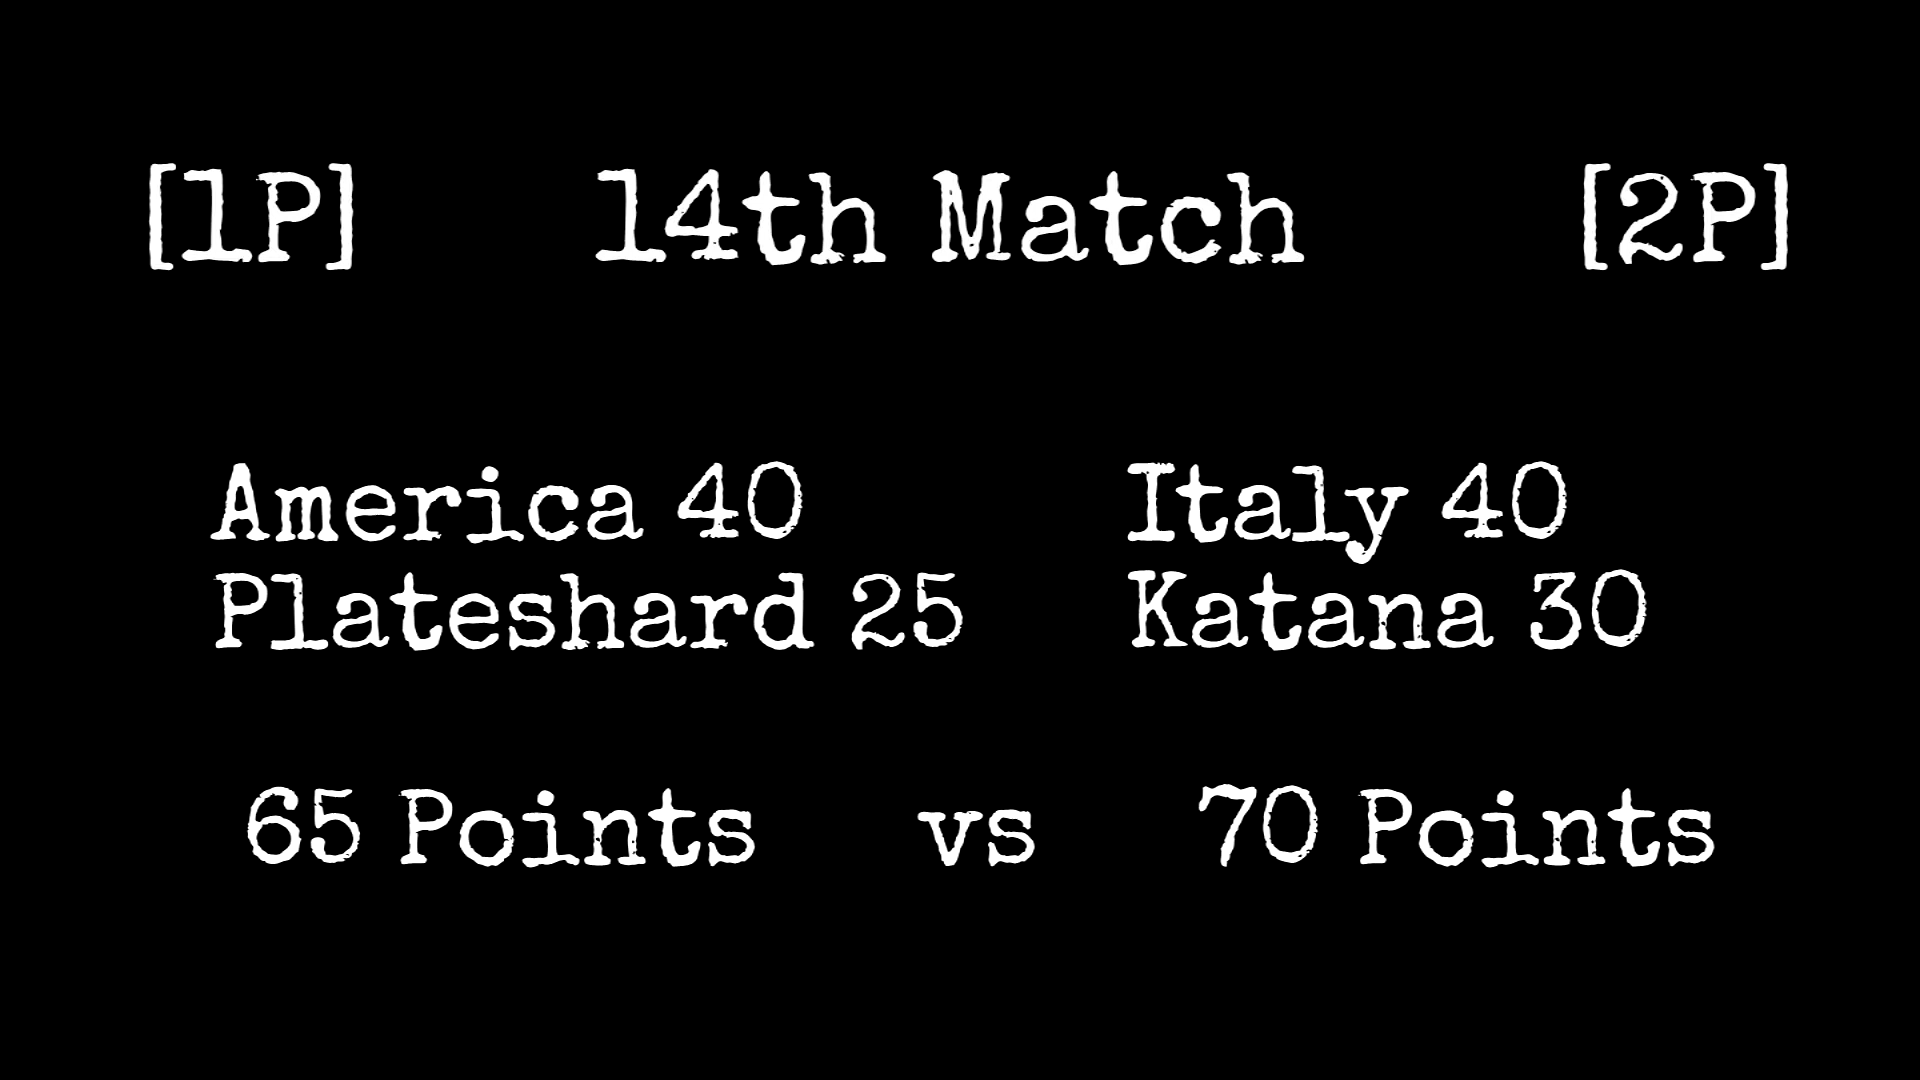 [1P] 14th Match [2P]
America 40 Italy 40
Plateshard 25 Katana 30
65 Points vs 70 Points